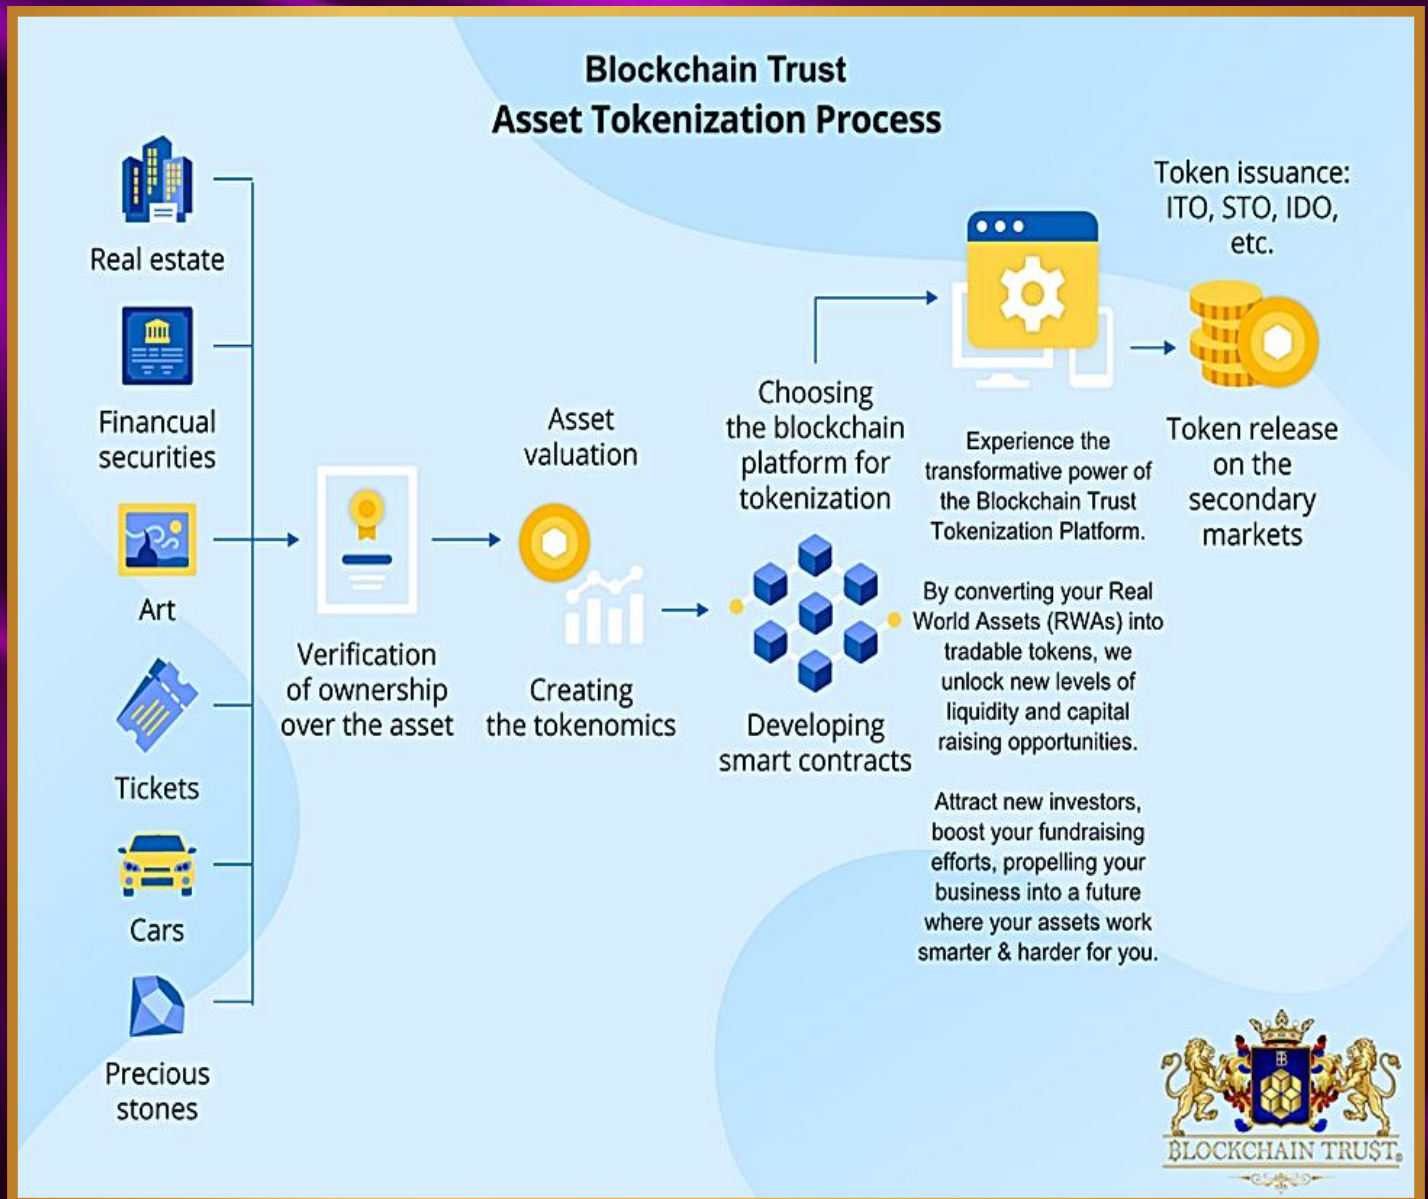 Blockchain Trust
Asset Tokenization Process
Real estate
Financual
securities
Art
Tickets
Cars
Precious
stones
Verification
of ownership
over the asset
Asset
valuation
Creating
the tokenomics
Choosing
the blockchain
platform for
tokenization
Developing
smart contracts
Experience the
transformative power of
the Blockchain Trust
Tokenization Platform.
By converting your Real
World Assets (RWAs) into
tradable tokens, we
unlock new levels of
liquidity and capital
raising opportunities.
Attract new investors,
boost your fundraising
efforts, propelling your
business into a future
where your assets work
smarter & harder for you.
Token issuance:
ITO, STO, IDO,
etc.
Token release
on the
secondary
markets
BLOCKCHAIN TRU$T®